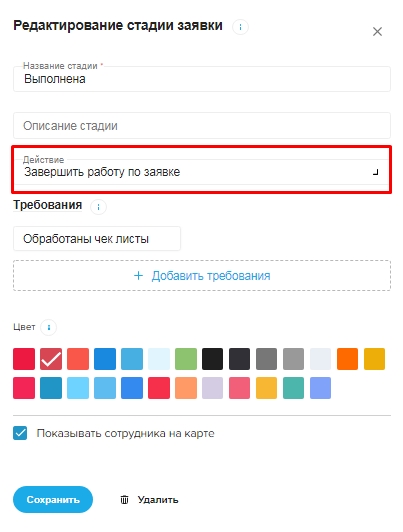 Редактирование стадии заявки
Название стадии *
Выполнена
Описание стадии
Действие
Завершить работу по заявке
Требования
Обработаны чек листы
+ Добавить требования
Цвет
Показывать сотрудника на карте
Сохранить
Удалить